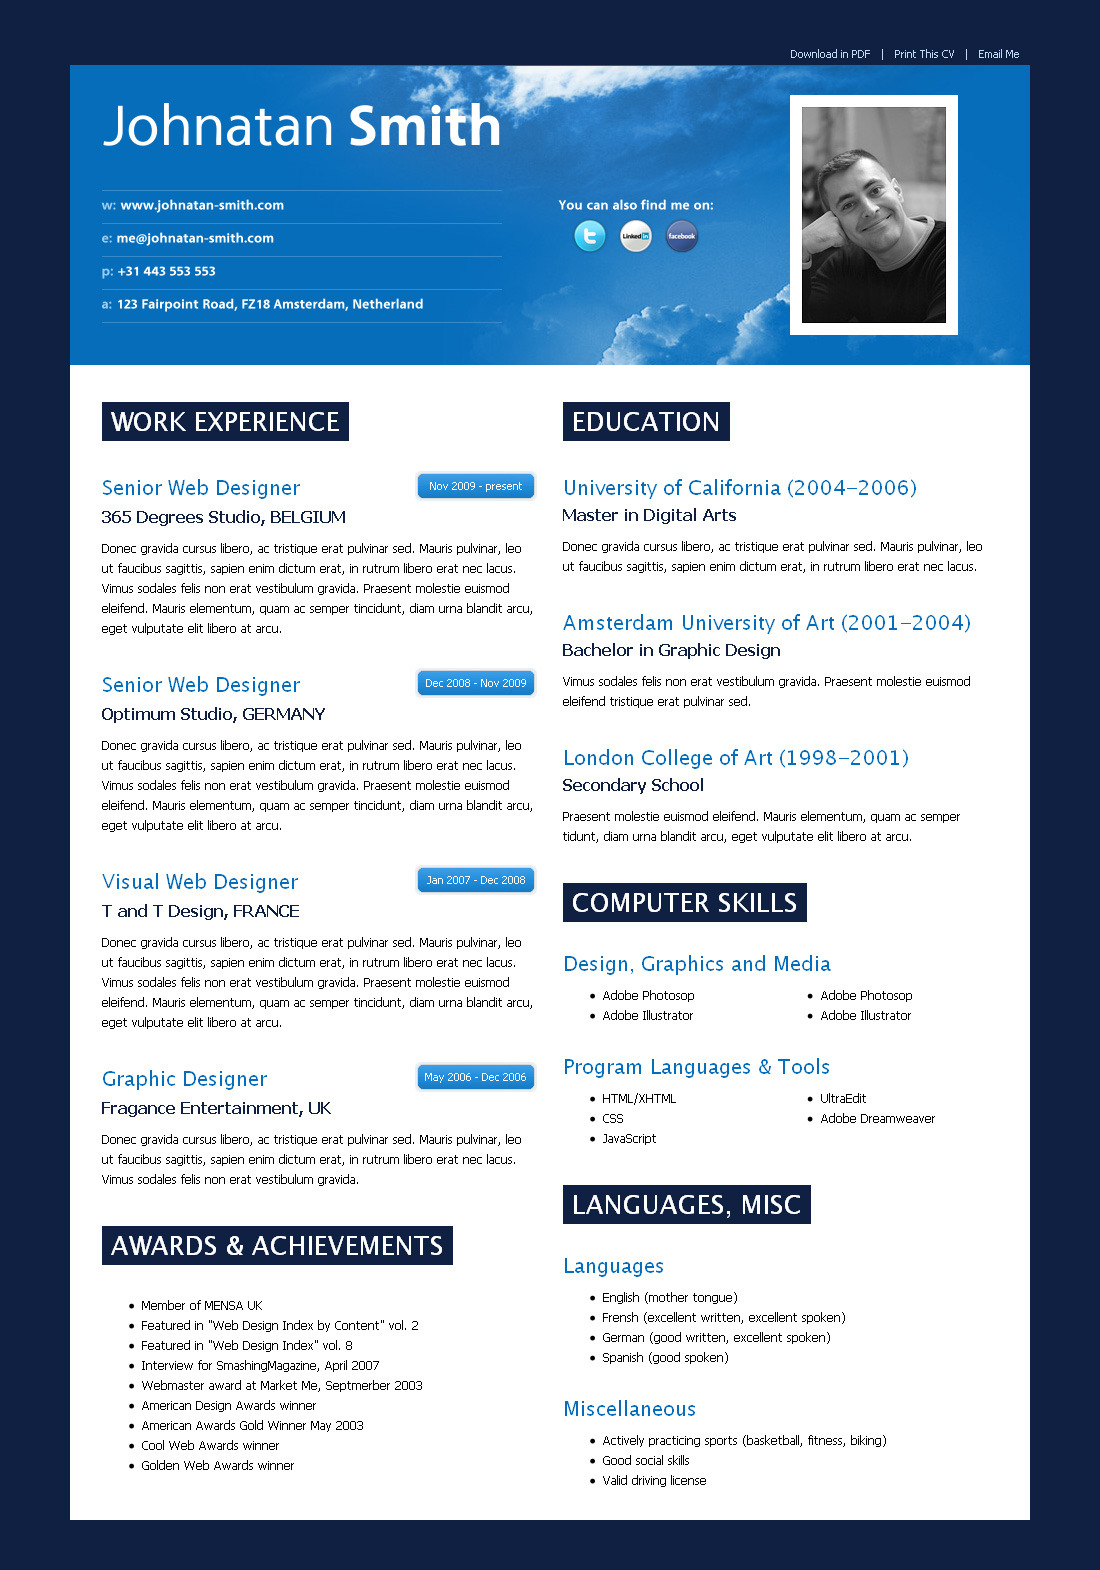 Download in PDF | Print This CV | Email Me
Johnatan Smith
w: www.johnatan-smith.com
e: me@johnatan-smith.com
p: +31 443 553 553
a: 123 Fairpoint Road, FZ18 Amsterdam, Netherland
You can also find me on:
t
Linked in
facebook
WORK EXPERIENCE
Senior Web Designer
Nov 2009 - present
365 Degrees Studio, BELGIUM
Donec gravida cursus libero, ac tristique erat pulvinar sed. Mauris pulvinar, leo
ut faucibus sagittis, sapien enim dictum erat, in rutrum libero erat nec lacus.
Vimus sodales felis non erat vestibulum gravida. Praesent molestie euismod
eleifend. Mauris elementum, quam ac semper tincidunt, diam urna blandit arcu,
eget vulputate elit libero at arcu.
Senior Web Designer
Dec 2008 - Nov 2009
Optimum Studio, GERMANY
Donec gravida cursus libero, ac tristique erat pulvinar sed. Mauris pulvinar, leo
ut faucibus sagittis, sapien enim dictum erat, in rutrum libero erat nec lacus.
Vimus sodales felis non erat vestibulum gravida. Praesent molestie euismod
eleifend. Mauris elementum, quam ac semper tincidunt, diam urna blandit arcu,
eget vulputate elit libero at arcu.
Visual Web Designer
Jan 2007 - Dec 2008
T and T Design, FRANCE
Donec gravida cursus libero, ac tristique erat pulvinar sed. Mauris pulvinar, leo
ut faucibus sagittis, sapien enim dictum erat, in rutrum libero erat nec lacus.
Vimus sodales felis non erat vestibulum gravida. Praesent molestie euismod
eleifend. Mauris elementum, quam ac semper tincidunt, diam urna blandit arcu,
eget vulputate elit libero at arcu.
Graphic Designer
May 2006 - Dec 2006
Fragance Entertainment, UK
Donec gravida cursus libero, ac tristique erat pulvinar sed. Mauris pulvinar, leo
ut faucibus sagittis, sapien enim dictum erat, in rutrum libero erat nec lacus.
Vimus sodales felis non erat vestibulum gravida.
AWARDS & ACHIEVEMENTS
• Member of MENSA UK
• Featured in "Web Design Index by Content" vol. 2
• Featured in "Web Design Index" vol. 8
• Interview for SmashingMagazine, April 2007
• Webmaster award at Market Me, Septmerber 2003
• American Design Awards winner
• American Awards Gold Winner May 2003
• Cool Web Awards winner
• Golden Web Awards winner
EDUCATION
University of California (2004–2006)
Master in Digital Arts
Donec gravida cursus libero, ac tristique erat pulvinar sed. Mauris pulvinar, leo
ut faucibus sagittis, sapien enim dictum erat, in rutrum libero erat nec lacus.
Amsterdam University of Art (2001–2004)
Bachelor in Graphic Design
Vimus sodales felis non erat vestibulum gravida. Praesent molestie euismod
eleifend tristique erat pulvinar sed.
London College of Art (1998–2001)
Secondary School
Praesent molestie euismod eleifend. Mauris elementum, quam ac semper
tidunt, diam urna blandit arcu, eget vulputate elit libero at arcu.
COMPUTER SKILLS
Design, Graphics and Media
• Adobe Photosop
• Adobe Illustrator
• Adobe Photosop
• Adobe Illustrator
Program Languages & Tools
• HTML/XHTML
• CSS
• JavaScript
• UltraEdit
• Adobe Dreamweaver
LANGUAGES, MISC
Languages
• English (mother tongue)
• Frensh (excellent written, excellent spoken)
• German (good written, excellent spoken)
• Spanish (good spoken)
Miscellaneous
• Actively practicing sports (basketball, fitness, biking)
• Good social skills
• Valid driving license